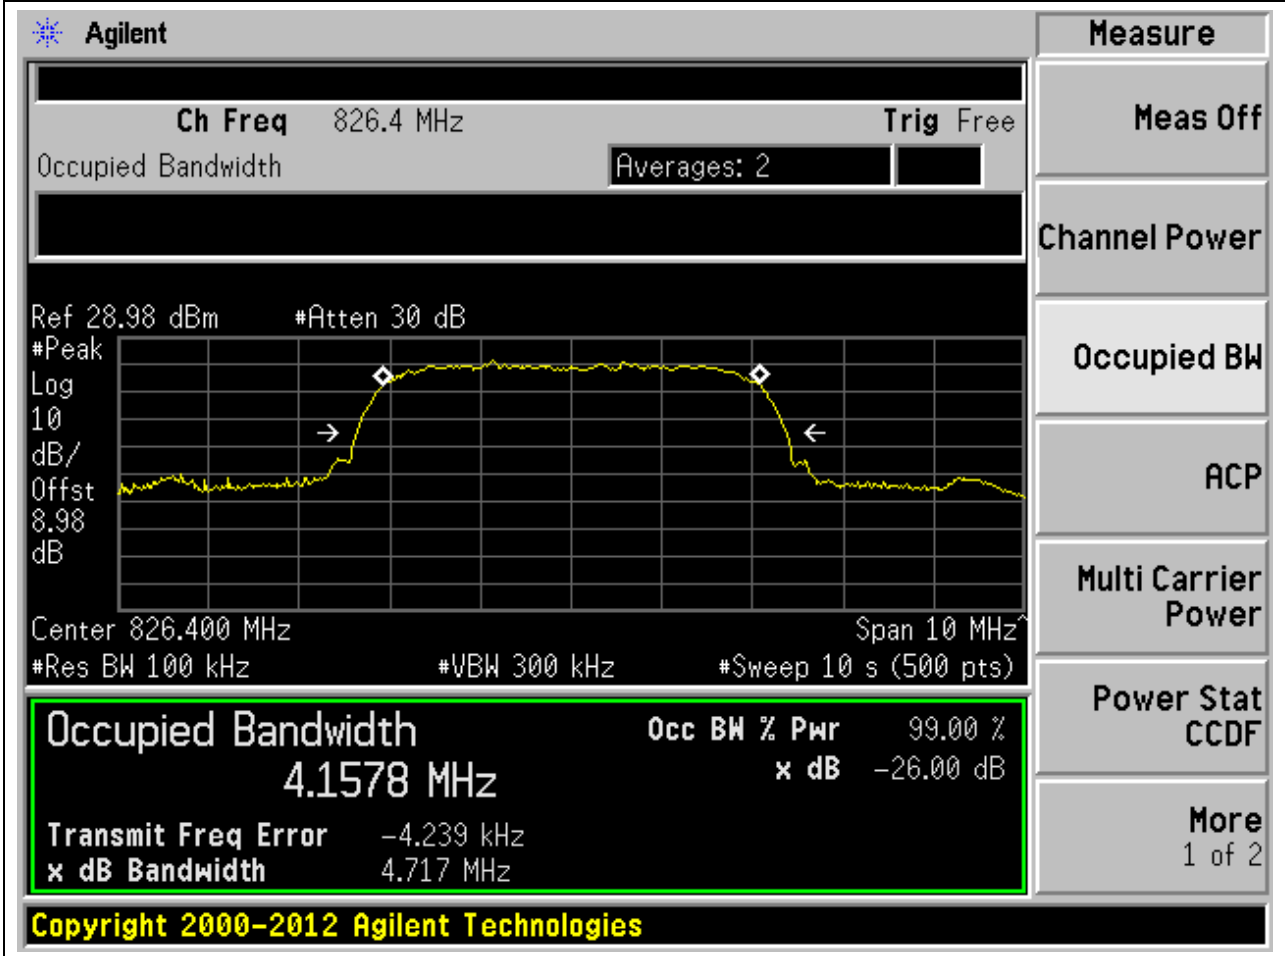 Agilent
Measure
Ch Freq 826.4 MHz Trig Free
Occupied Bandwidth Averages: 2
Meas Off
Channel Power
Occupied BW
ACP
Multi Carrier
Power
Power Stat
CCDF
More
1 of 2
Ref 28.98 dBm #Atten 30 dB
#Peak
Log
10
dB/
Offst
8.98
dB
Center 826.400 MHz Span 10 MHz^
#Res BW 100 kHz #VBW 300 kHz #Sweep 10 s (500 pts)
Occupied Bandwidth Occ BW % Pwr 99.00 %
4.1578 MHz x dB -26.00 dB
Transmit Freq Error -4.239 kHz
x dB Bandwidth 4.717 MHz
Copyright 2000-2012 Agilent Technologies